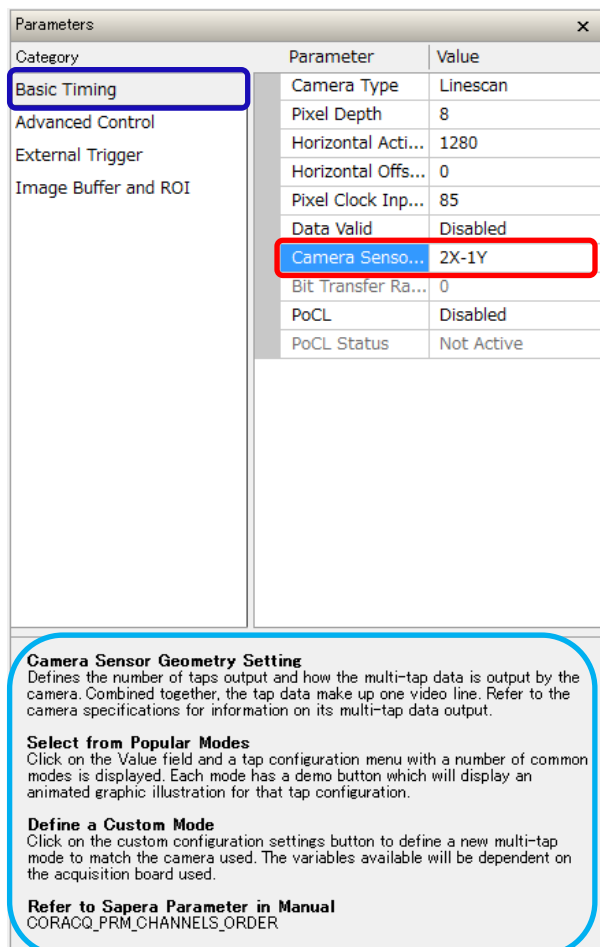 Parameters ×
Category Parameter Value
Basic Timing Camera Type Linescan
Advanced Control Pixel Depth 8
External Trigger Horizontal Acti... 1280
Image Buffer and ROI Horizontal Offs... 0
Pixel Clock Inp... 85
Data Valid Disabled
Camera Senso... 2X-1Y
Bit Transfer Ra... 0
PoCL Disabled
PoCL Status Not Active
Camera Sensor Geometry Setting
Defines the number of taps output and how the multi-tap data is output by the
camera. Combined together, the tap data make up one video line. Refer to the
camera specifications for information on its multi-tap data output.
Select from Popular Modes
Click on the Value field and a tap configuration menu with a number of common
modes is displayed. Each mode has a demo button which will display an
animated graphic illustration for that tap configuration.
Define a Custom Mode
Click on the custom configuration settings button to define a new multi-tap
mode to match the camera used. The variables available will be dependent on
the acquisition board used.
Refer to Sapera Parameter in Manual
CORACQ_PRM_CHANNELS_ORDER